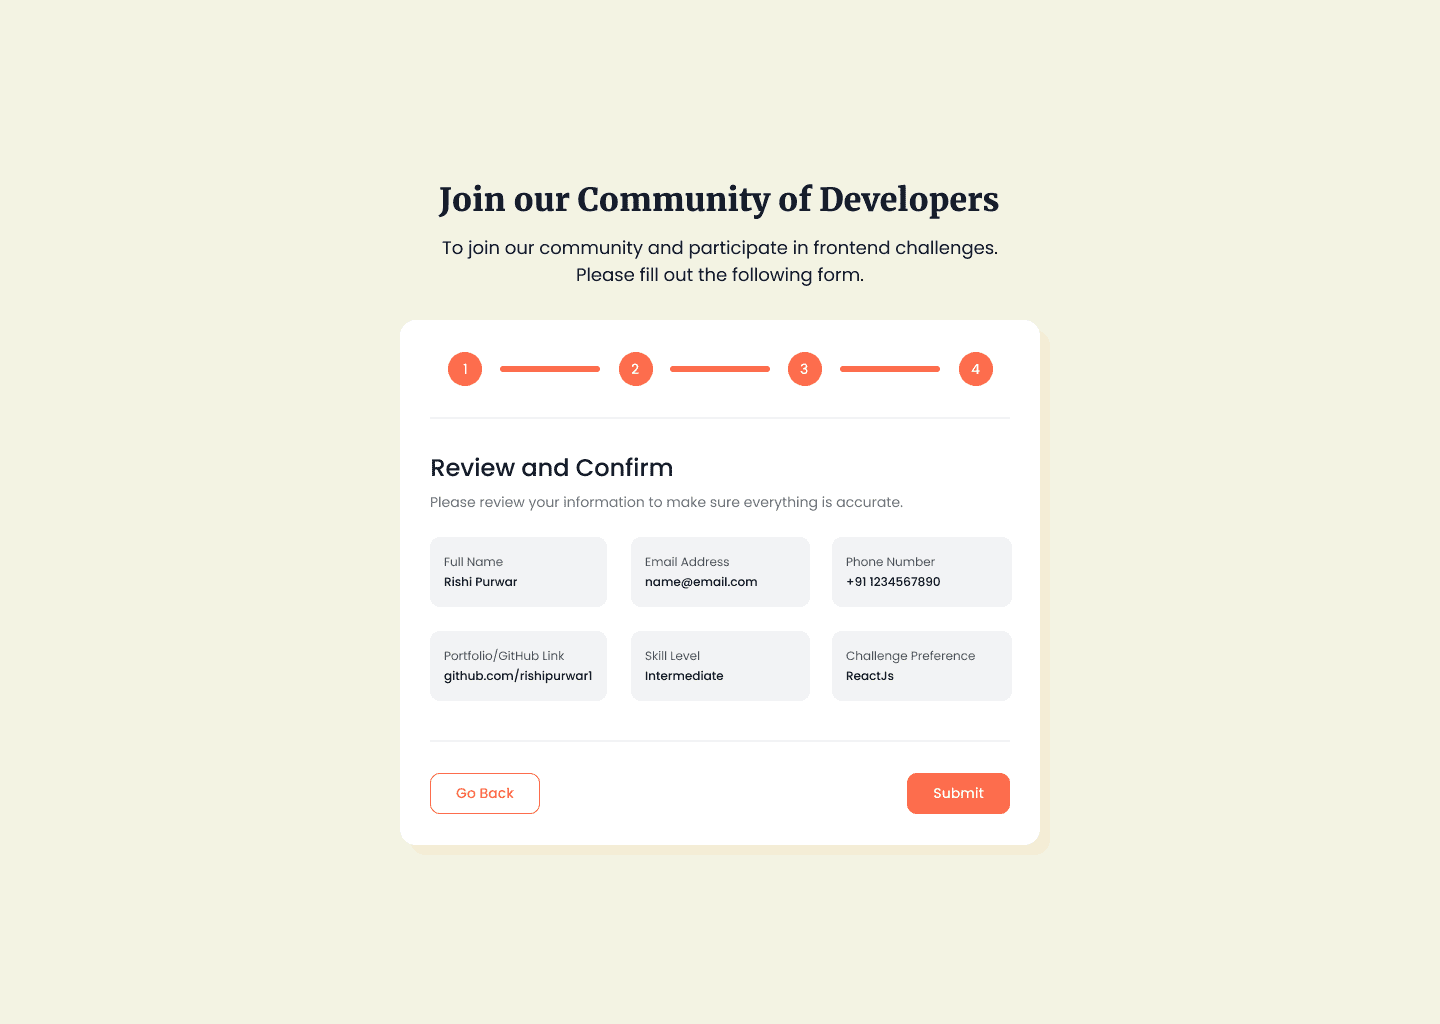 Join our Community of Developers
To join our community and participate in frontend challenges.
Please fill out the following form.
1 2 3 4
Review and Confirm
Please review your information to make sure everything is accurate.
Full Name
Rishi Purwar
Email Address
name@email.com
Phone Number
+91 1234567890
Portfolio/GitHub Link
github.com/rishipurwar1
Skill Level
Intermediate
Challenge Preference
ReactJs
Go Back
Submit